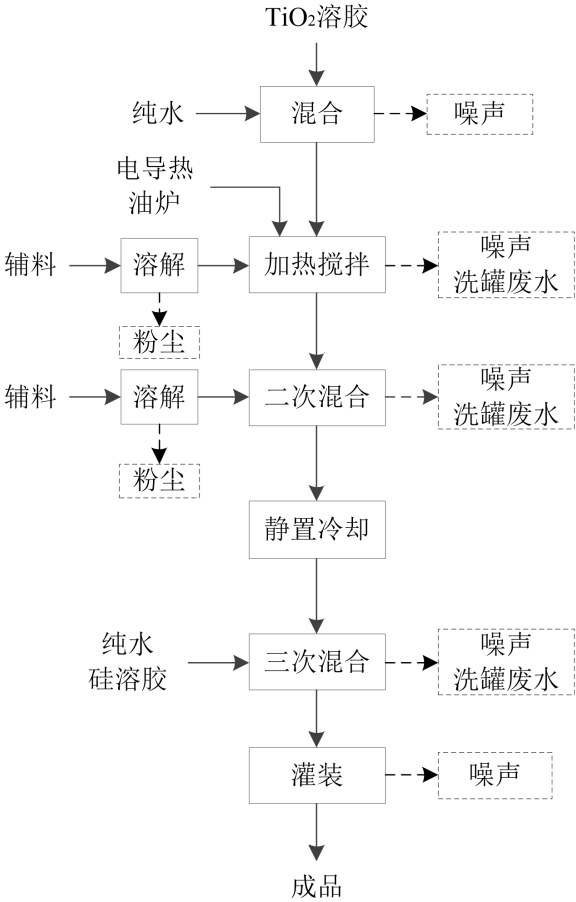 TiO₂溶胶
纯水
混合
噪声
电导热
油炉
辅料
溶解
加热搅拌
噪声
洗罐废水
粉尘
辅料
溶解
二次混合
噪声
洗罐废水
粉尘
静置冷却
纯水
硅溶胶
三次混合
噪声
洗罐废水
灌装
噪声
成品